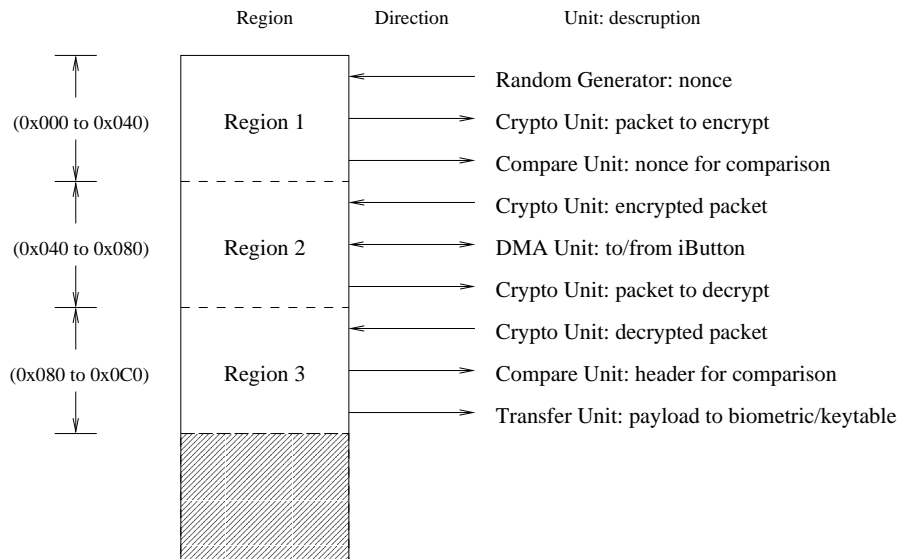 Region Direction Unit: descruption
Random Generator: nonce
(0x000 to 0x040) Region 1 Crypto Unit: packet to encrypt
Compare Unit: nonce for comparison
Crypto Unit: encrypted packet
(0x040 to 0x080) Region 2 DMA Unit: to/from iButton
Crypto Unit: packet to decrypt
Crypto Unit: decrypted packet
(0x080 to 0x0C0) Region 3 Compare Unit: header for comparison
Transfer Unit: payload to biometric/keytable